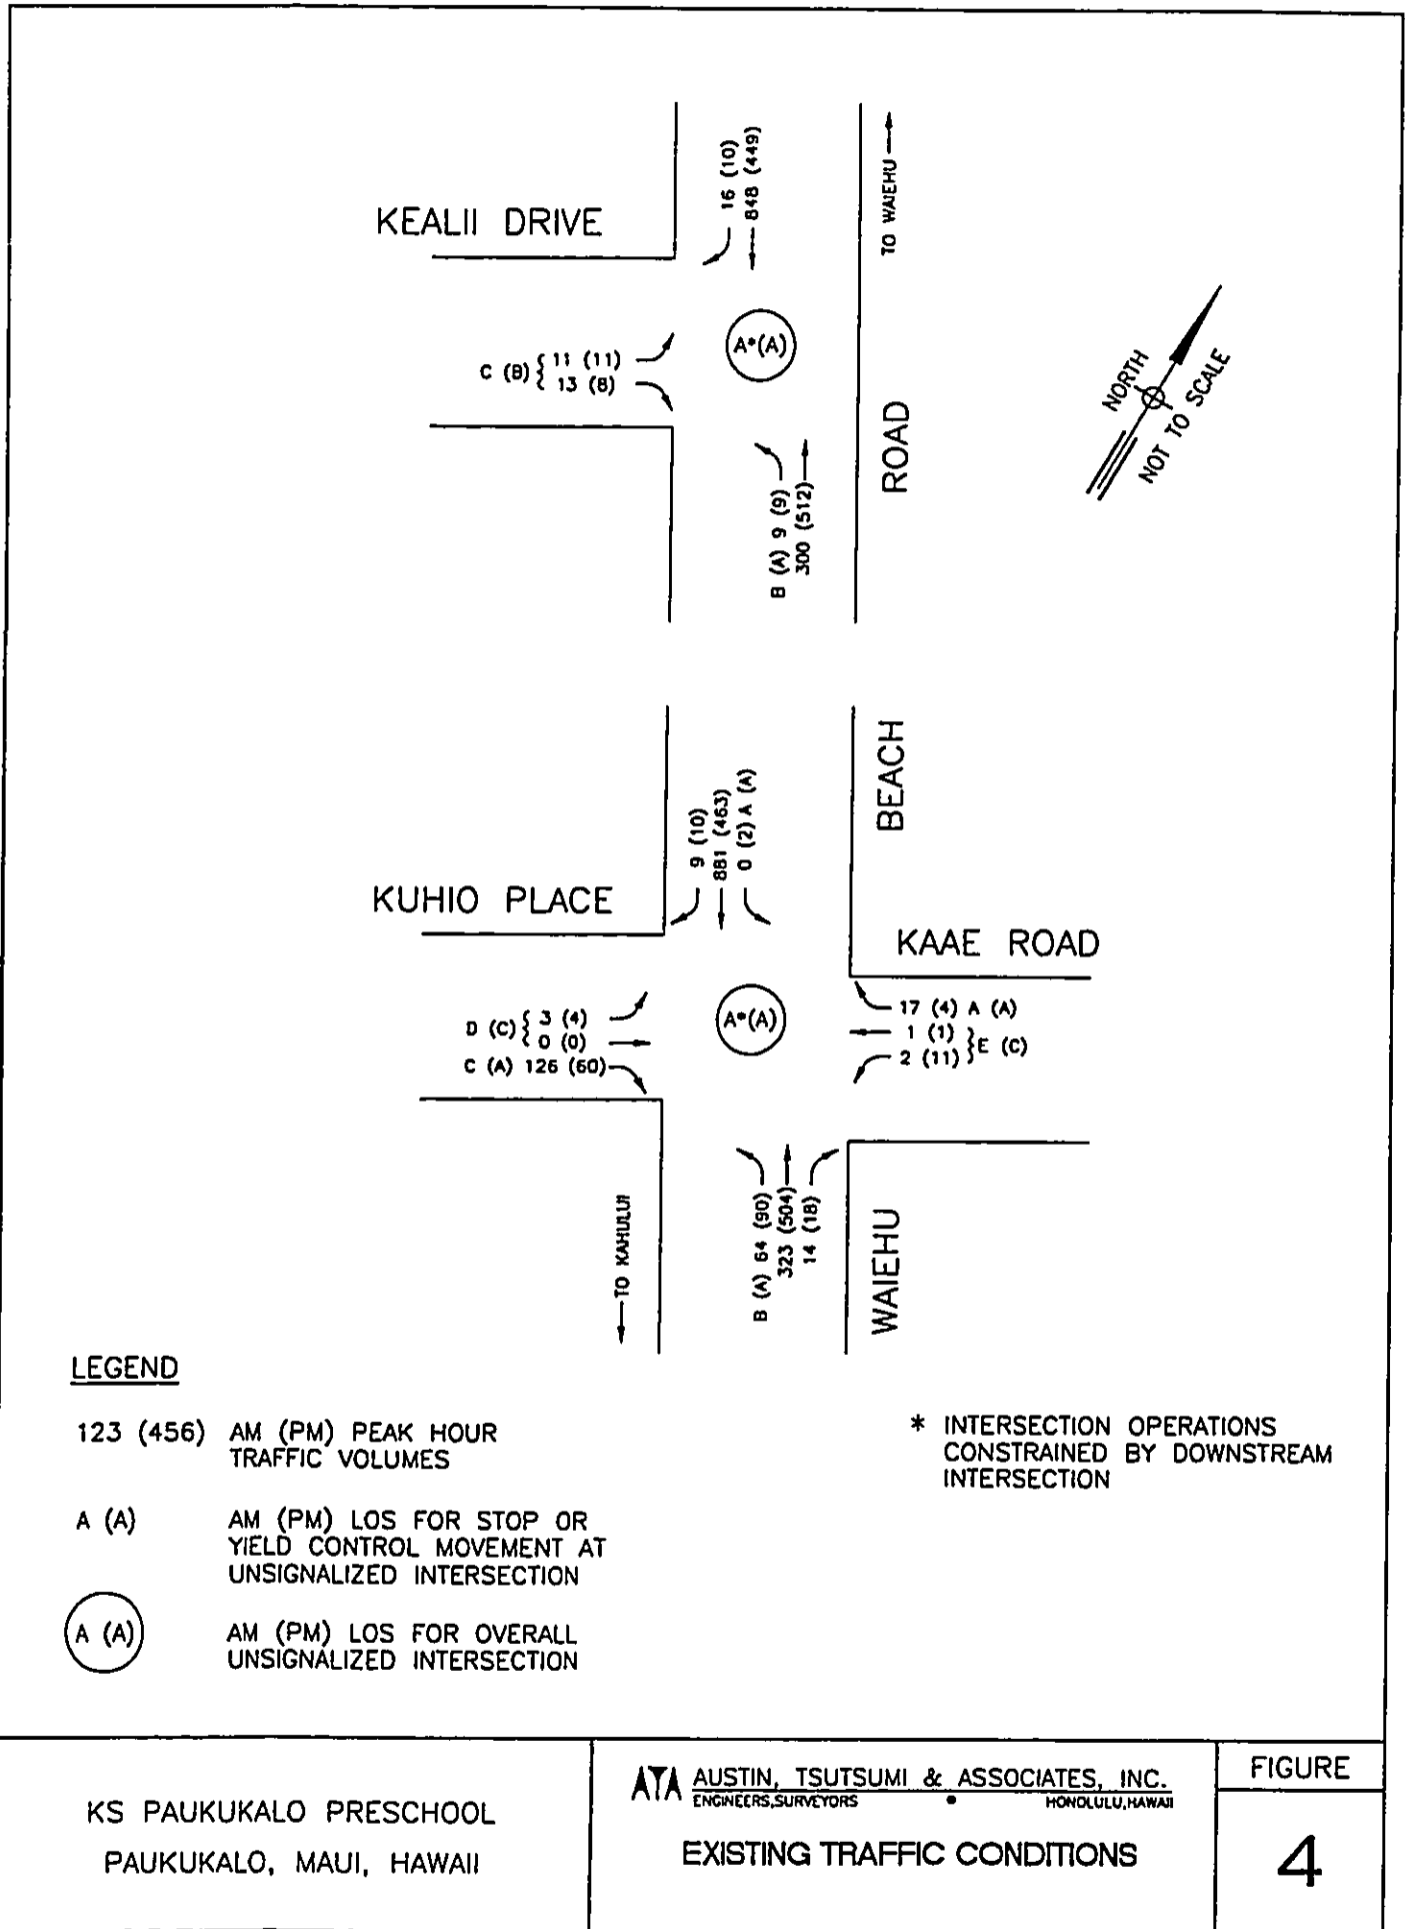 16 (10)
848 (449)
TO WAIEHU
KEALII DRIVE
A*(A)
C (B) { 11 (11)
13 (8)
NORTH
NOT TO SCALE
B (A) 9 (9)
300 (512)
ROAD
BEACH
9 (10)
881 (463)
0 (2) A (A)
KUHIO PLACE
KAAE ROAD
A*(A)
D (C) { 3 (4)
0 (0)
C (A) 126 (60)
17 (4) A (A)
1 (1)
2 (11) } E (C)
B (A) 64 (90)
323 (504)
14 (18)
TO KAHULUI
WAIEHU
LEGEND
123 (456) AM (PM) PEAK HOUR
TRAFFIC VOLUMES
A (A) AM (PM) LOS FOR STOP OR
YIELD CONTROL MOVEMENT AT
UNSIGNALIZED INTERSECTION
A (A) AM (PM) LOS FOR OVERALL
UNSIGNALIZED INTERSECTION
* INTERSECTION OPERATIONS
CONSTRAINED BY DOWNSTREAM
INTERSECTION
KS PAUKUKALO PRESCHOOL
PAUKUKALO, MAUI, HAWAII
ATA AUSTIN, TSUTSUMI & ASSOCIATES, INC.
ENGINEERS,SURVEYORS • HONOLULU,HAWAII
EXISTING TRAFFIC CONDITIONS
FIGURE
4